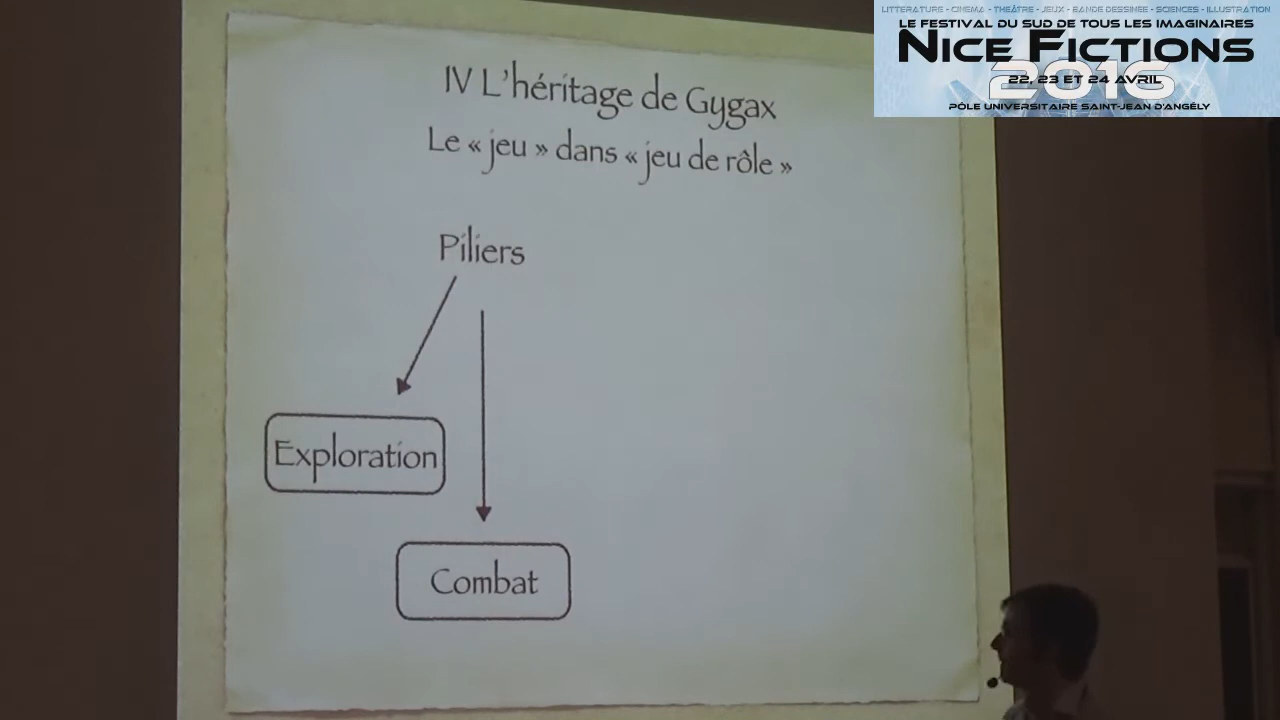 LITTERATURE - CINEMA - THEÂTRE - JEUX - BANDE DESSINEE - SCIENCES - ILLUSTRATION
LE FESTIVAL DU SUD DE TOUS LES IMAGINAIRES
NICE FICTIONS
2016
22, 23 ET 24 AVRIL
PÔLE UNIVERSITAIRE SAINT-JEAN D'ANGÉLY
IV L'héritage de Gygax
Le « jeu » dans « jeu de rôle »
Piliers
Exploration
Combat